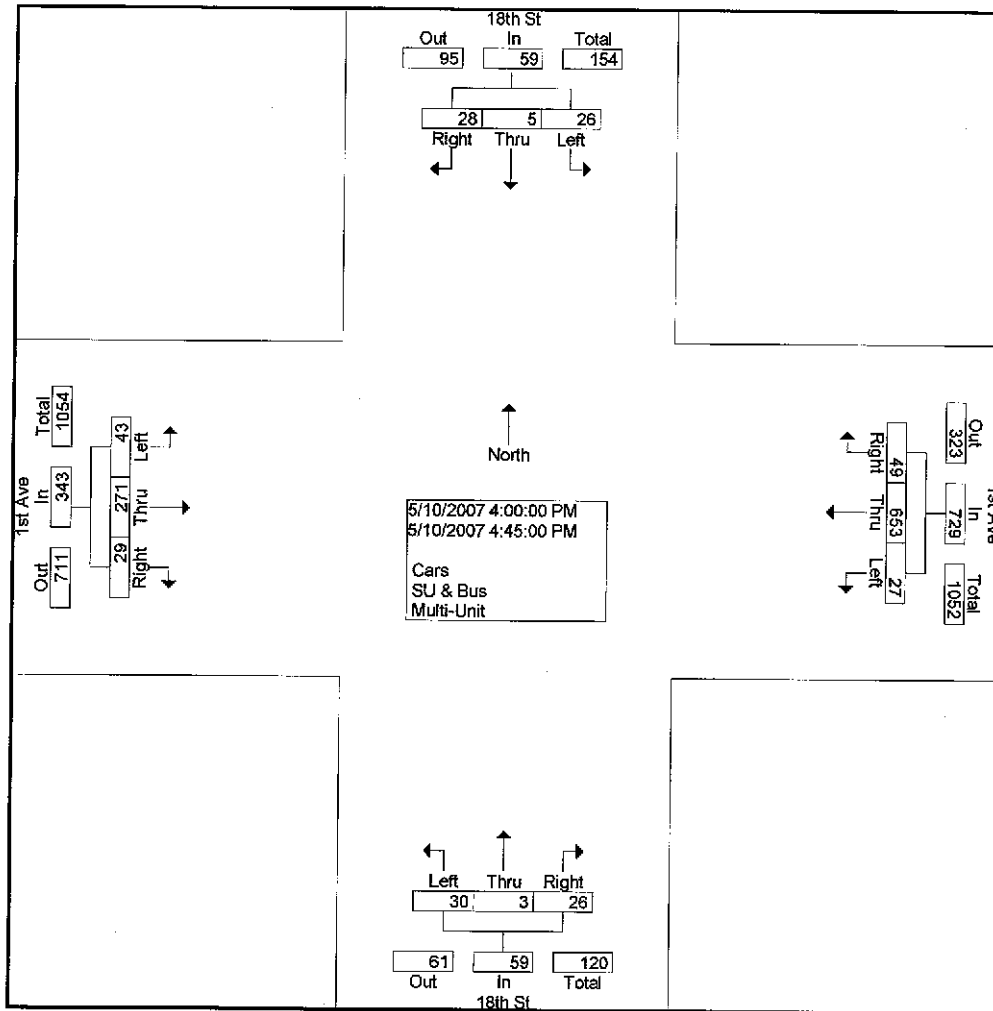 18th St
Out In Total
95 59 154
28 5 26
Right Thru Left
North
5/10/2007 4:00:00 PM
5/10/2007 4:45:00 PM
Cars
SU & Bus
Multi-Unit
1st Ave
Total In Out
1054 343 711
43 271 29
Left Thru Right
1st Ave
Out In Total
323 729 1052
49 653 27
Right Thru Left
Left Thru Right
30 3 26
61 59 120
Out In Total
18th St